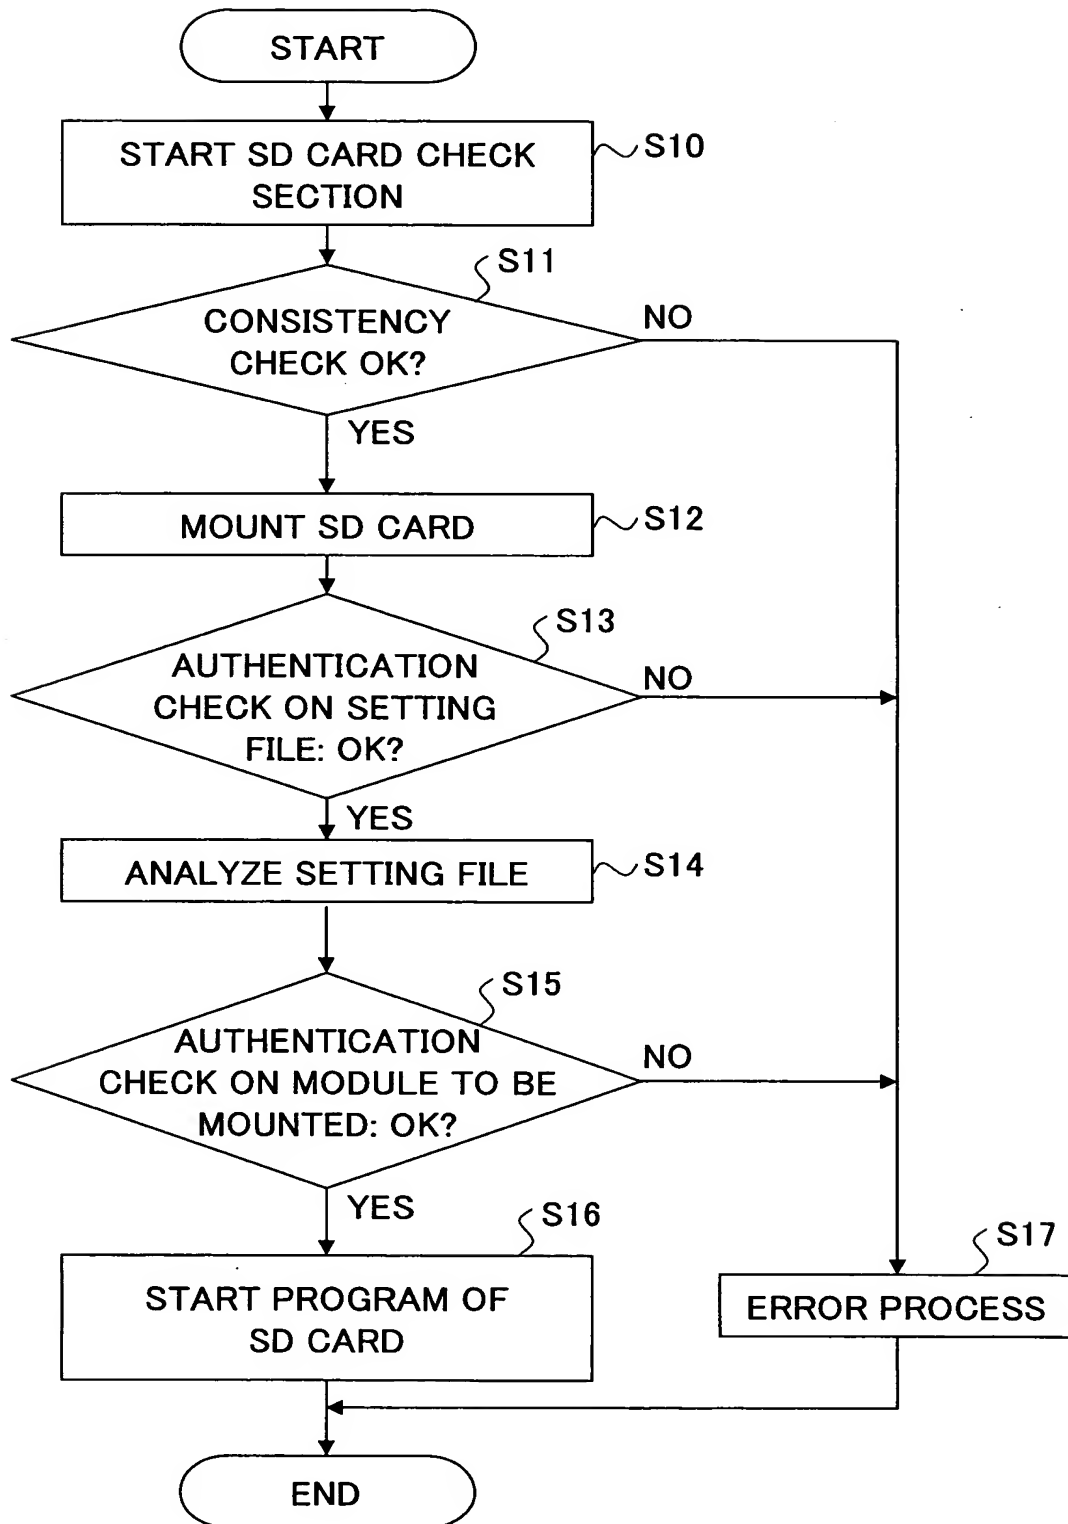 START
START SD CARD CHECK
SECTION
S10
S11
CONSISTENCY
CHECK OK?
NO
YES
MOUNT SD CARD
S12
S13
AUTHENTICATION
CHECK ON SETTING
FILE: OK?
NO
YES
ANALYZE SETTING FILE
S14
S15
AUTHENTICATION
CHECK ON MODULE TO BE
MOUNTED: OK?
NO
YES
S16
START PROGRAM OF
SD CARD
S17
ERROR PROCESS
END